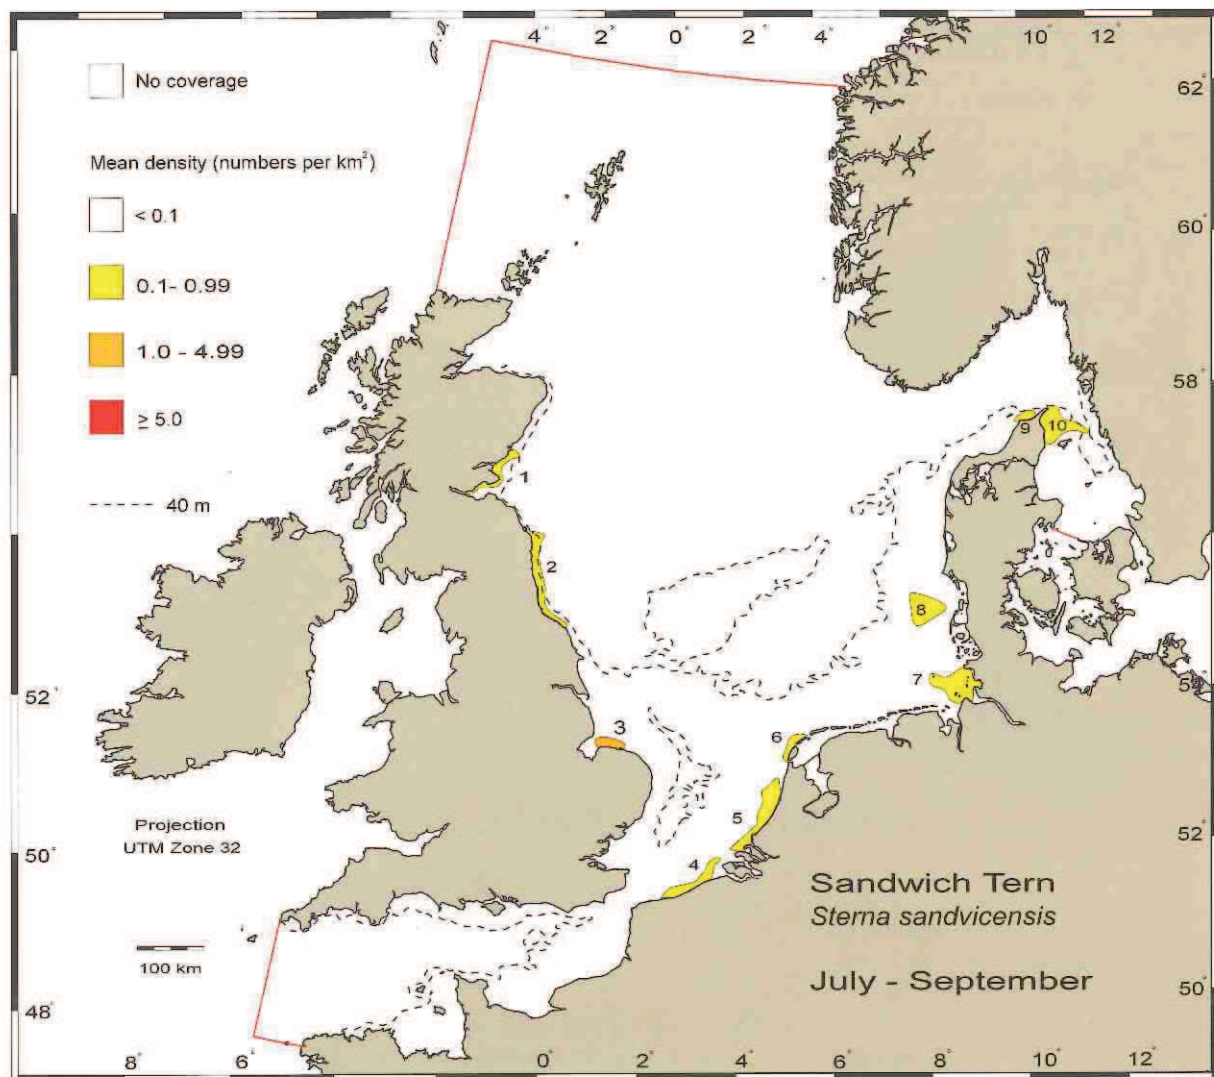 4° 2° 0° 2° 4° 10° 12°
No coverage
62°
Mean density (numbers per km²)
< 0.1
60°
0.1- 0.99
1.0 - 4.99
58°
≥ 5.0
9 10
1
40 m
2
8
7
52° 52°
3
6
5
Projection
UTM Zone 32
52°
50°
4
Sandwich Tern
Sterna sandvicensis
100 km
July - September
50°
48°
8° 6° 0° 2° 4° 6° 8° 10° 12°